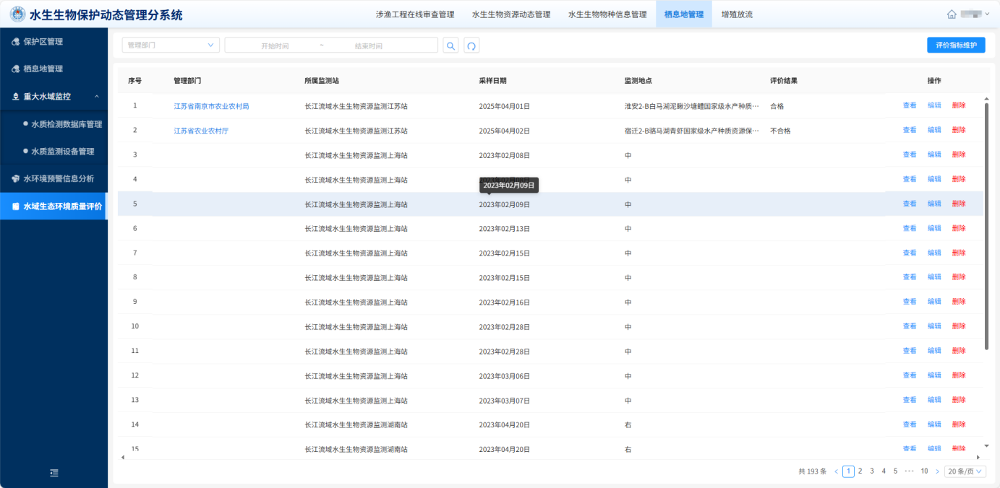 水生生物保护动态管理分系统
涉渔工程在线审查管理 水生生物资源动态管理 水生生物物种信息管理 栖息地管理 增殖放流
保护区管理
栖息地管理
重大水域监控
水质检测数据库管理
水质监测设备管理
水环境预警信息分析
水域生态环境质量评价
管理部门 开始时间 ~ 结束时间 评价指标维护
序号 管理部门 所属监测站 采样日期 监测地点 评价结果 操作
1 江苏省南京市农业农村局 长江流域水生生物资源监测江苏站 2025年04月01日 淮安2-B白马湖泥鳅沙塘鳢国家级水产种质… 合格 查看 编辑 删除
2 江苏省农业农村厅 长江流域水生生物资源监测江苏站 2025年04月02日 宿迁2-B骆马湖青虾国家级水产种质资源保… 不合格 查看 编辑 删除
3 长江流域水生生物资源监测上海站 2023年02月08日 中 查看 编辑 删除
4 长江流域水生生物资源监测上海站 2023年02月08日 中 查看 编辑 删除
2023年02月09日
5 长江流域水生生物资源监测上海站 2023年02月09日 中 查看 编辑 删除
6 长江流域水生生物资源监测上海站 2023年02月13日 中 查看 编辑 删除
7 长江流域水生生物资源监测上海站 2023年02月15日 中 查看 编辑 删除
8 长江流域水生生物资源监测上海站 2023年02月15日 中 查看 编辑 删除
9 长江流域水生生物资源监测上海站 2023年02月16日 中 查看 编辑 删除
10 长江流域水生生物资源监测上海站 2023年02月28日 中 查看 编辑 删除
11 长江流域水生生物资源监测上海站 2023年02月28日 中 查看 编辑 删除
12 长江流域水生生物资源监测上海站 2023年03月06日 中 查看 编辑 删除
13 长江流域水生生物资源监测上海站 2023年03月07日 中 查看 编辑 删除
14 长江流域水生生物资源监测湖南站 2023年04月20日 右 查看 编辑 删除
15 长江流域水生生物资源监测湖南站 2023年04月20日 右 查看 编辑 删除
共 193 条 < 1 2 3 4 5 ··· 10 > 20 条/页